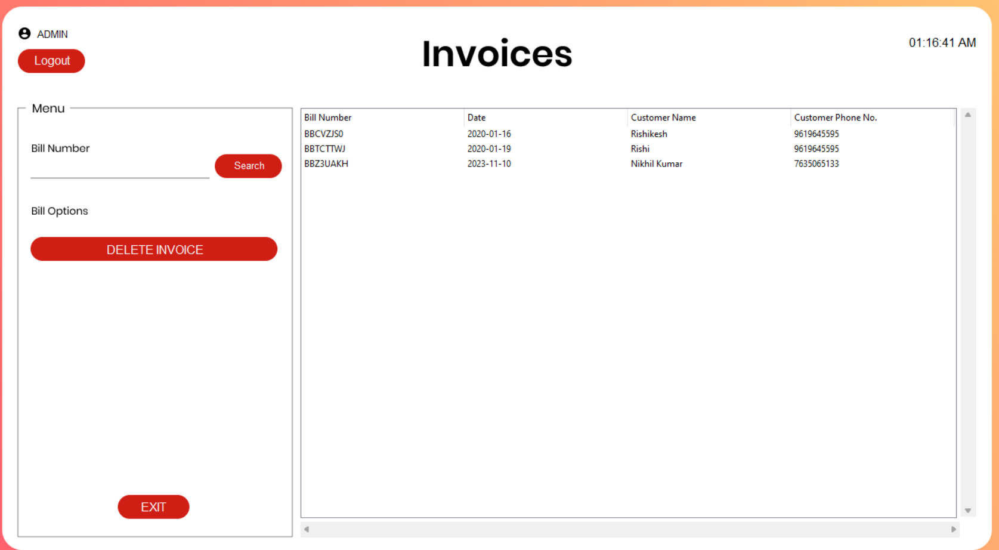 ADMIN
Logout
Invoices
01:16:41 AM
Menu
Bill Number
Search
Bill Options
DELETE INVOICE
EXIT
Bill Number Date Customer Name Customer Phone No.
BBCVZJS0 2020-01-16 Rishikesh 9619645595
BBTCTTWJ 2020-01-19 Rishi 9619645595
BBZ3UAKH 2023-11-10 Nikhil Kumar 7635065133